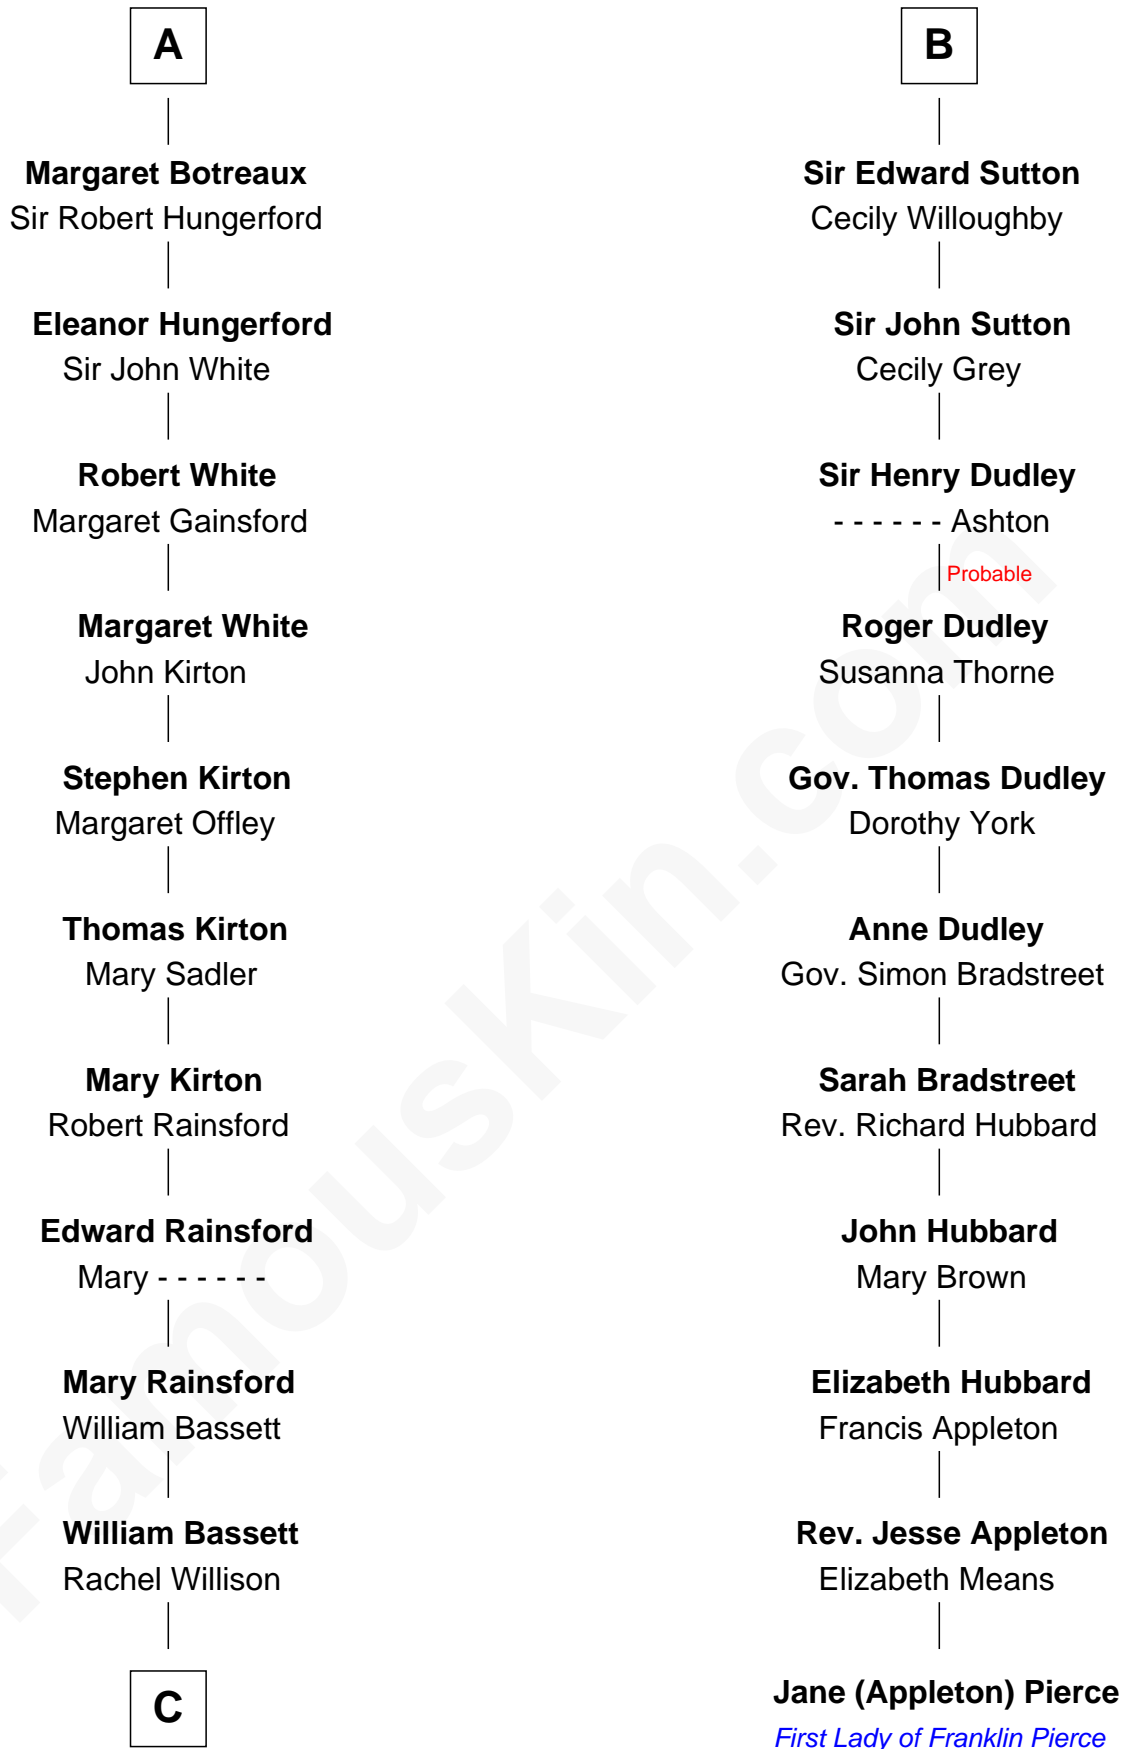 A
Margaret Botreaux
Sir Robert Hungerford
Eleanor Hungerford
Sir John White
Robert White
Margaret Gainsford
Margaret White
John Kirton
Stephen Kirton
Margaret Offley
Thomas Kirton
Mary Sadler
Mary Kirton
Robert Rainsford
Edward Rainsford
Mary - - - - - -
Mary Rainsford
William Bassett
William Bassett
Rachel Willison
C
B
Sir Edward Sutton
Cecily Willoughby
Sir John Sutton
Cecily Grey
Sir Henry Dudley
- - - - - - Ashton
Probable
Roger Dudley
Susanna Thorne
Gov. Thomas Dudley
Dorothy York
Anne Dudley
Gov. Simon Bradstreet
Sarah Bradstreet
Rev. Richard Hubbard
John Hubbard
Mary Brown
Elizabeth Hubbard
Francis Appleton
Rev. Jesse Appleton
Elizabeth Means
Jane (Appleton) Pierce
First Lady of Franklin Pierce
FamousKin.com